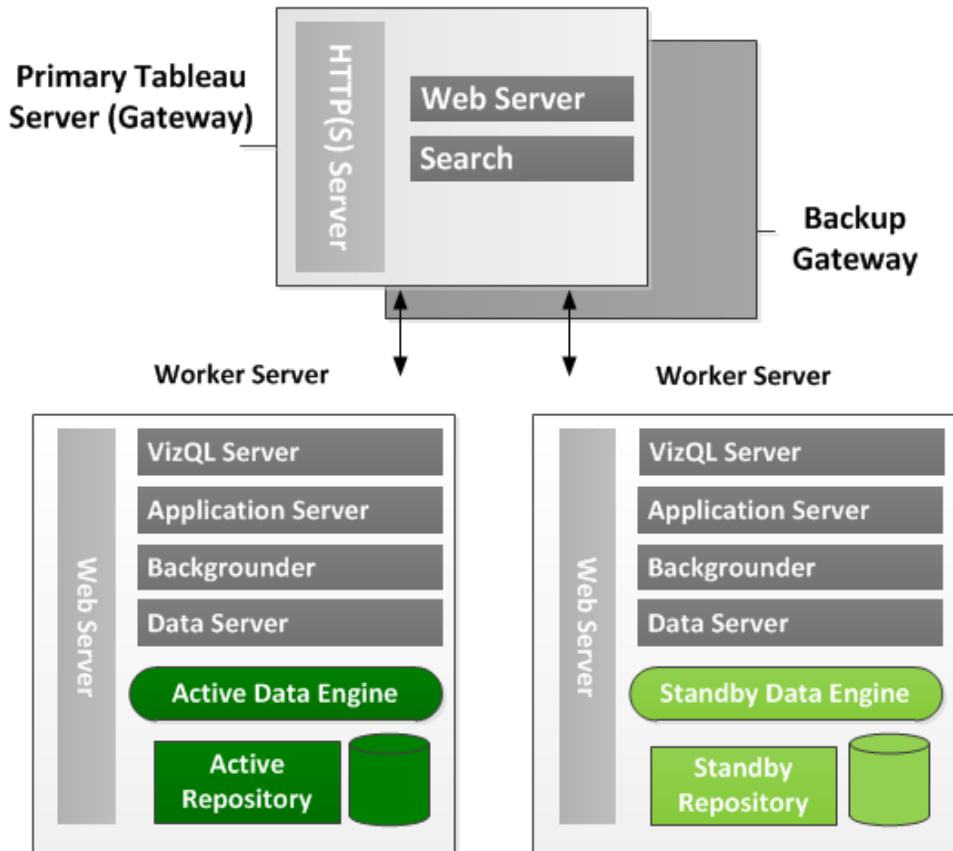 Primary Tableau
Server (Gateway)
HTTP(S) Server
Web Server
Search
Backup
Gateway
Worker Server
Web Server
VizQL Server
Application Server
Backgrounder
Data Server
Active Data Engine
Active
Repository
Worker Server
Web Server
VizQL Server
Application Server
Backgrounder
Data Server
Standby Data Engine
Standby
Repository